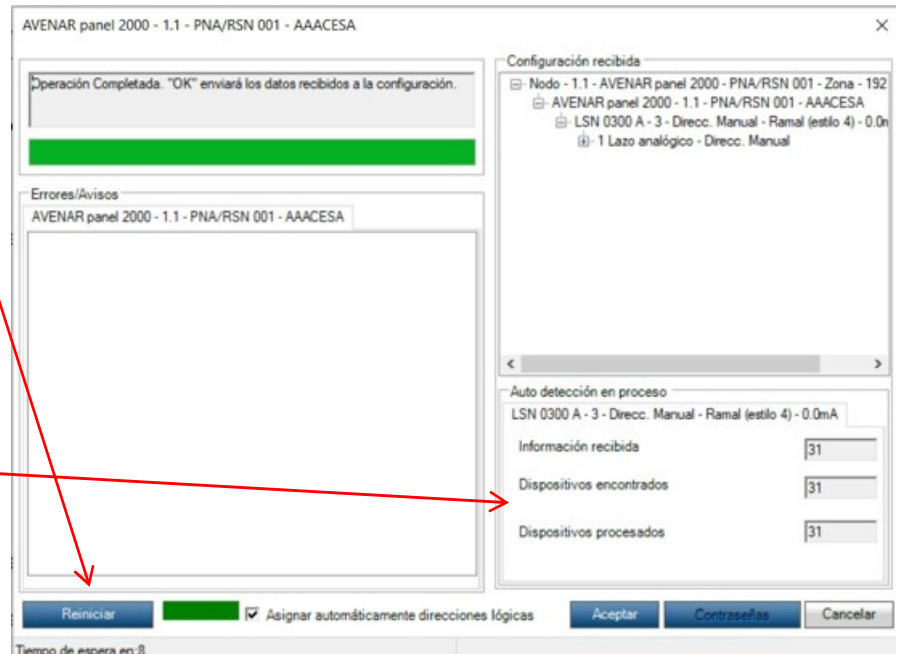 AVENAR panel 2000 - 1.1 - PNA/RSN 001 - AAACESA
Operación Completada. "OK" enviará los datos recibidos a la configuración.
Errores/Avisos
AVENAR panel 2000 - 1.1 - PNA/RSN 001 - AAACESA
Configuración recibida
Nodo - 1.1 - AVENAR panel 2000 - PNA/RSN 001 - Zona - 192
AVENAR panel 2000 - 1.1 - PNA/RSN 001 - AAACESA
LSN 0300 A - 3 - Direcc. Manual - Ramal (estilo 4) - 0.0m
1 Lazo analógico - Direcc. Manual
Auto detección en proceso
LSN 0300 A - 3 - Direcc. Manual - Ramal (estilo 4) - 0.0mA
Información recibida 31
Dispositivos encontrados 31
Dispositivos procesados 31
Reiniciar Asignar automáticamente direcciones lógicas Aceptar Contraseñas Cancelar
Tiempo de espera en:8